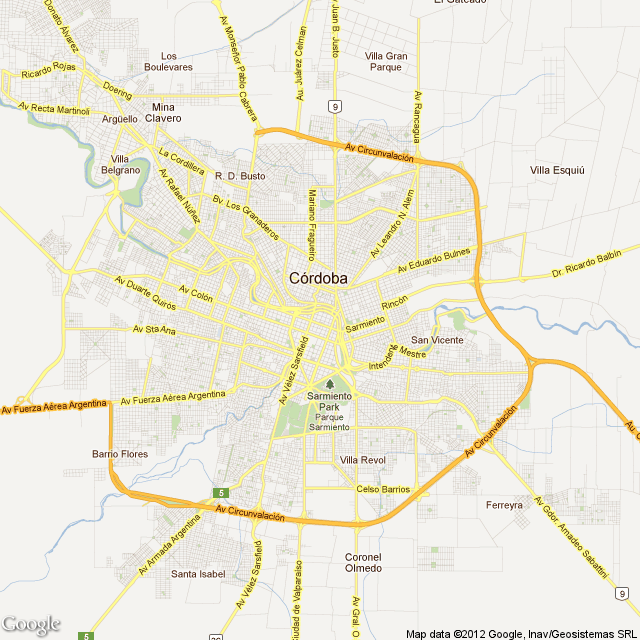 El Gateado
Donato Álvarez
Av Monseñor Pablo Cabrera
Av. Juárez Celman
Juan B. Justo
Los
Boulevares
Villa Gran
Parque
Ricardo Rojas
Doering
Av Recta Martinoli
Mina
Clavero
Argüello
9
Av Rancagua
Av Circunvalación
La Cordillera
Villa
Belgrano
Av Rafael Núñez
R. D. Busto
Villa Esquiú
Bv. Los Granaderos
Mariano Fragueiro
Av Leandro N. Alem
Av Eduardo Bulnes
Dr. Ricardo Balbín
Córdoba
Av Duarte Quirós
Av Colón
Rincón
Sarmiento
Av Sta Ana
San Vicente
Intendente Mestre
Av Vélez Sarsfield
Sarmiento
Park
Parque
Sarmiento
Av Fuerza Aérea Argentina
Av Fuerza Aérea Argentina
Av Circunvalación
Au. C
Barrio Flores
Villa Revol
Celso Barrios
5
Av Circunvalación
Ferreyra
Av Gdor. Amadeo Sabattini
Av Armada Argentina
Santa Isabel
Av Vélez Sarsfield
Coronel
Olmedo
Av Gral. O
Ciudad de Valparaíso
9
5
36
Google
Map data ©2012 Google, Inav/Geosistemas SRL